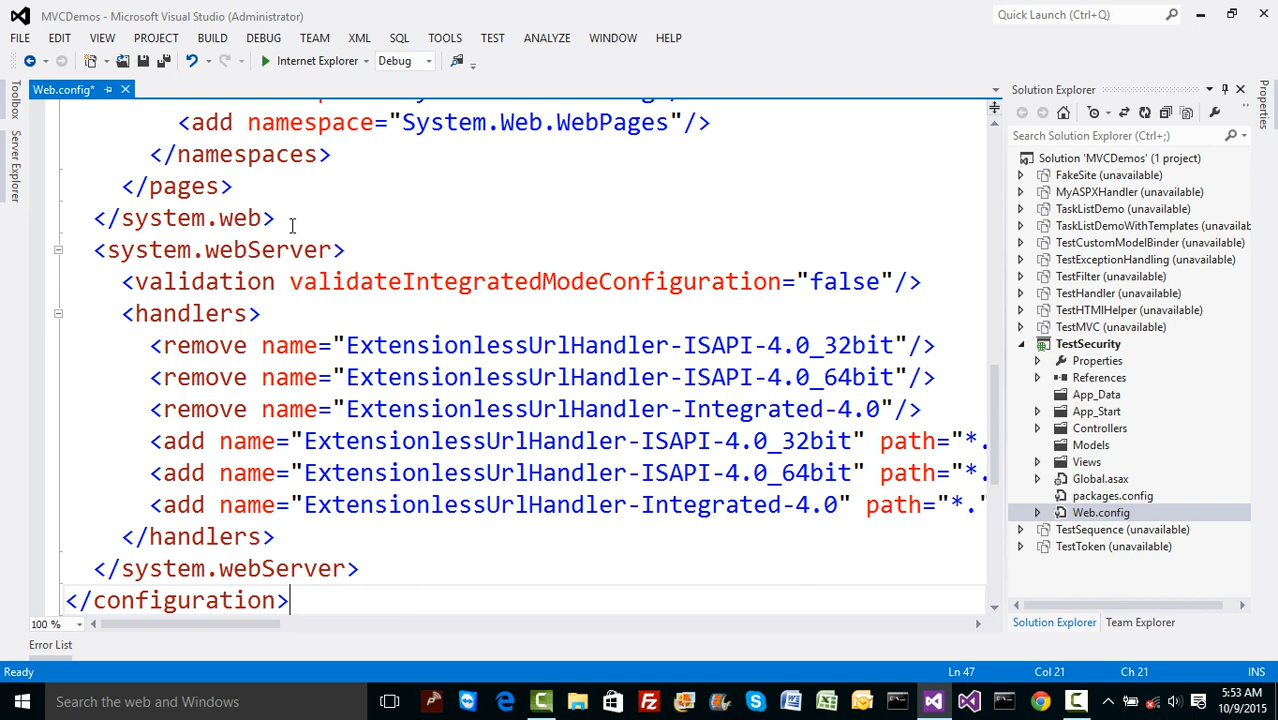 MVCDemos - Microsoft Visual Studio (Administrator)
Quick Launch (Ctrl+Q)
FILE EDIT VIEW PROJECT BUILD DEBUG TEAM XML SQL TOOLS TEST ANALYZE WINDOW HELP
Internet Explorer Debug
Toolbox
Server Explorer
Web.config*
<add namespace="System.Web.WebPages"/>
</namespaces>
</pages>
</system.web>
<system.webServer>
<validation validateIntegratedModeConfiguration="false"/>
<handlers>
<remove name="ExtensionlessUrlHandler-ISAPI-4.0_32bit"/>
<remove name="ExtensionlessUrlHandler-ISAPI-4.0_64bit"/>
<remove name="ExtensionlessUrlHandler-Integrated-4.0"/>
<add name="ExtensionlessUrlHandler-ISAPI-4.0_32bit" path="*.
<add name="ExtensionlessUrlHandler-ISAPI-4.0_64bit" path="*.
<add name="ExtensionlessUrlHandler-Integrated-4.0" path="*."
</handlers>
</system.webServer>
</configuration>
100 %
Error List
Solution Explorer
Search Solution Explorer (Ctrl+;)
Solution 'MVCDemos' (1 project)
FakeSite (unavailable)
MyASPXHandler (unavailable)
TaskListDemo (unavailable)
TaskListDemoWithTemplates (unavailable)
TestCustomModelBinder (unavailable)
TestExceptionHandling (unavailable)
TestFilter (unavailable)
TestHandler (unavailable)
TestHTMlHelper (unavailable)
TestMVC (unavailable)
TestSecurity
Properties
References
App_Data
App_Start
Controllers
Models
Views
Global.asax
packages.config
Web.config
TestSequence (unavailable)
TestToken (unavailable)
Solution Explorer Team Explorer
Properties
Ready Ln 47 Col 21 Ch 21 INS
Search the web and Windows
5:53 AM
10/9/2015